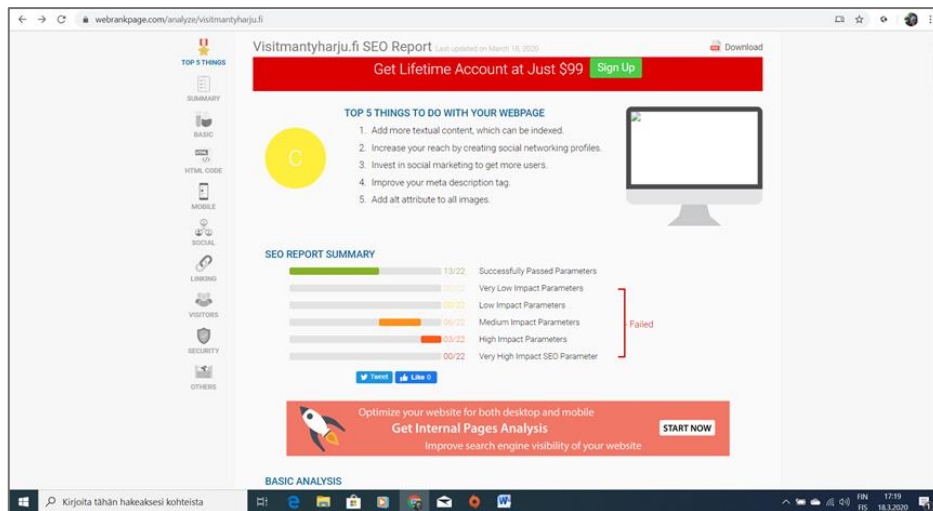 webrankpage.com/analyze/visitmantyharju.fi
Visitmantyharju.fi SEO Report Last updated on March 18, 2020
Download
Get Lifetime Account at Just $99 Sign Up
TOP 5 THINGS
SUMMARY
BASIC
HTML CODE
MOBILE
SOCIAL
LINKING
VISITORS
SECURITY
OTHERS
TOP 5 THINGS TO DO WITH YOUR WEBPAGE
C
1. Add more textual content, which can be indexed.
2. Increase your reach by creating social networking profiles.
3. Invest in social marketing to get more users.
4. Improve your meta description tag.
5. Add alt attribute to all images.
SEO REPORT SUMMARY
13/22 Successfully Passed Parameters
Very Low Impact Parameters
Low Impact Parameters
06/22 Medium Impact Parameters
Failed
03/22 High Impact Parameters
00/22 Very High Impact SEO Parameter
Tweet Like 0
Optimize your website for both desktop and mobile
Get Internal Pages Analysis
START NOW
Improve search engine visibility of your website
BASIC ANALYSIS
Kirjoita tähän hakeaksesi kohteista
FIN 17:19
FIS 18.3.2020